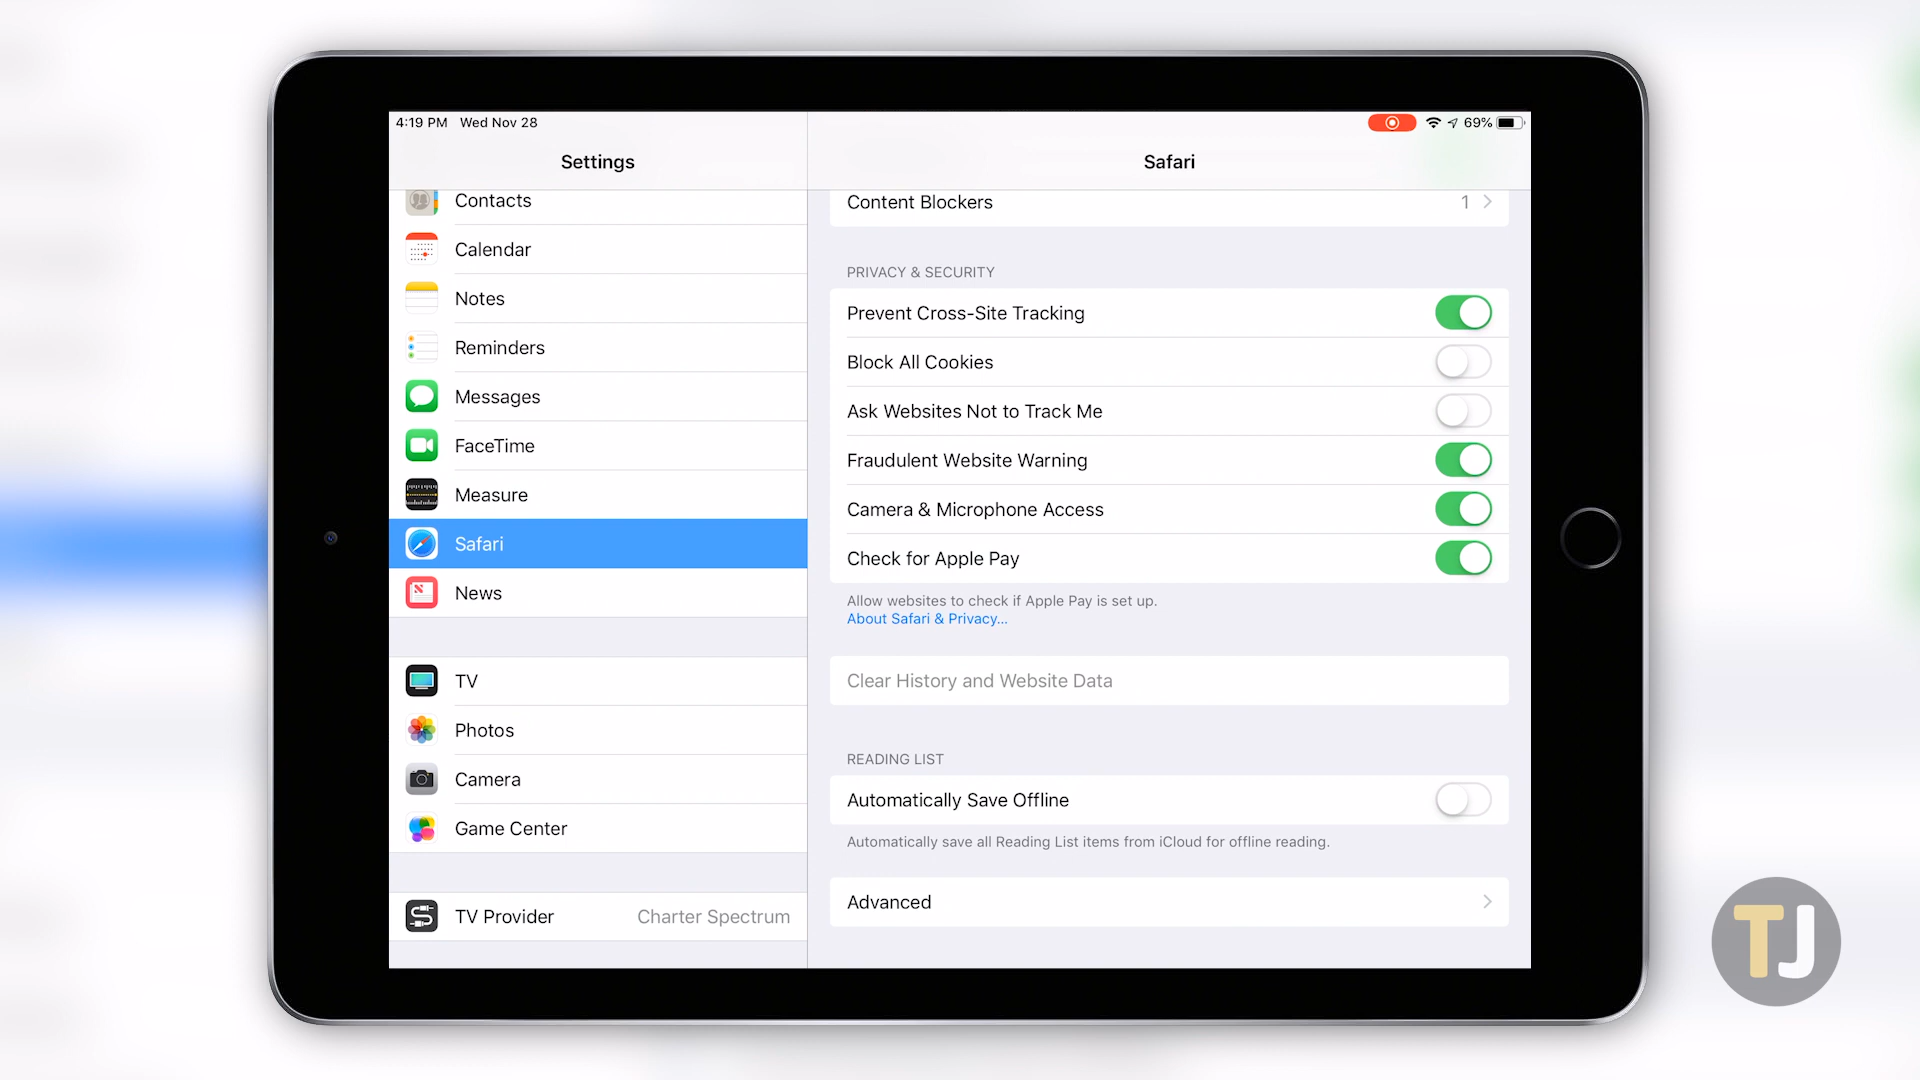 4:19 PM Wed Nov 28
69%
Settings
Safari
Contacts
Calendar
Notes
Reminders
Messages
FaceTime
Measure
Safari
News
TV
Photos
Camera
Game Center
TV Provider Charter Spectrum
Content Blockers 1
PRIVACY & SECURITY
Prevent Cross-Site Tracking
Block All Cookies
Ask Websites Not to Track Me
Fraudulent Website Warning
Camera & Microphone Access
Check for Apple Pay
Allow websites to check if Apple Pay is set up.
About Safari & Privacy...
Clear History and Website Data
READING LIST
Automatically Save Offline
Automatically save all Reading List items from iCloud for offline reading.
Advanced
TJ